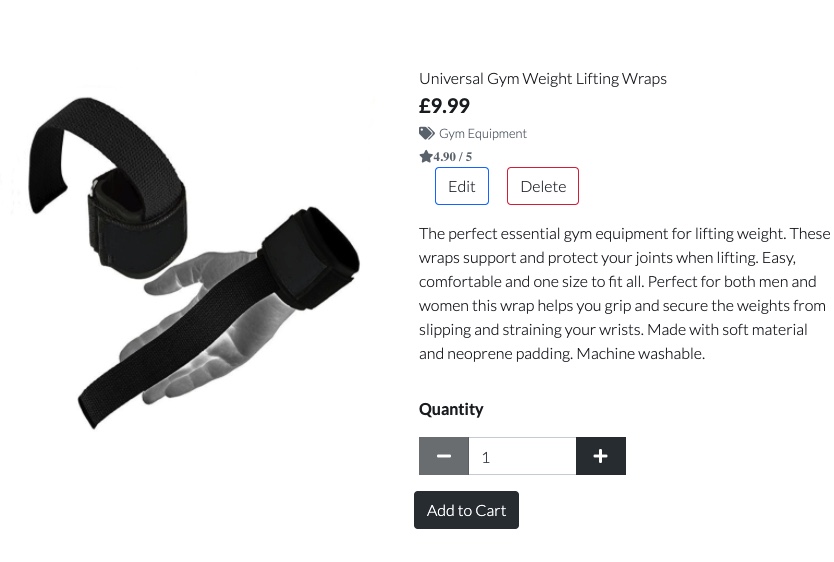 Universal Gym Weight Lifting Wraps
£9.99
Gym Equipment
4.90 / 5
Edit Delete
The perfect essential gym equipment for lifting weight. These
wraps support and protect your joints when lifting. Easy,
comfortable and one size to fit all. Perfect for both men and
women this wrap helps you grip and secure the weights from
slipping and straining your wrists. Made with soft material
and neoprene padding. Machine washable.
Quantity
1
Add to Cart